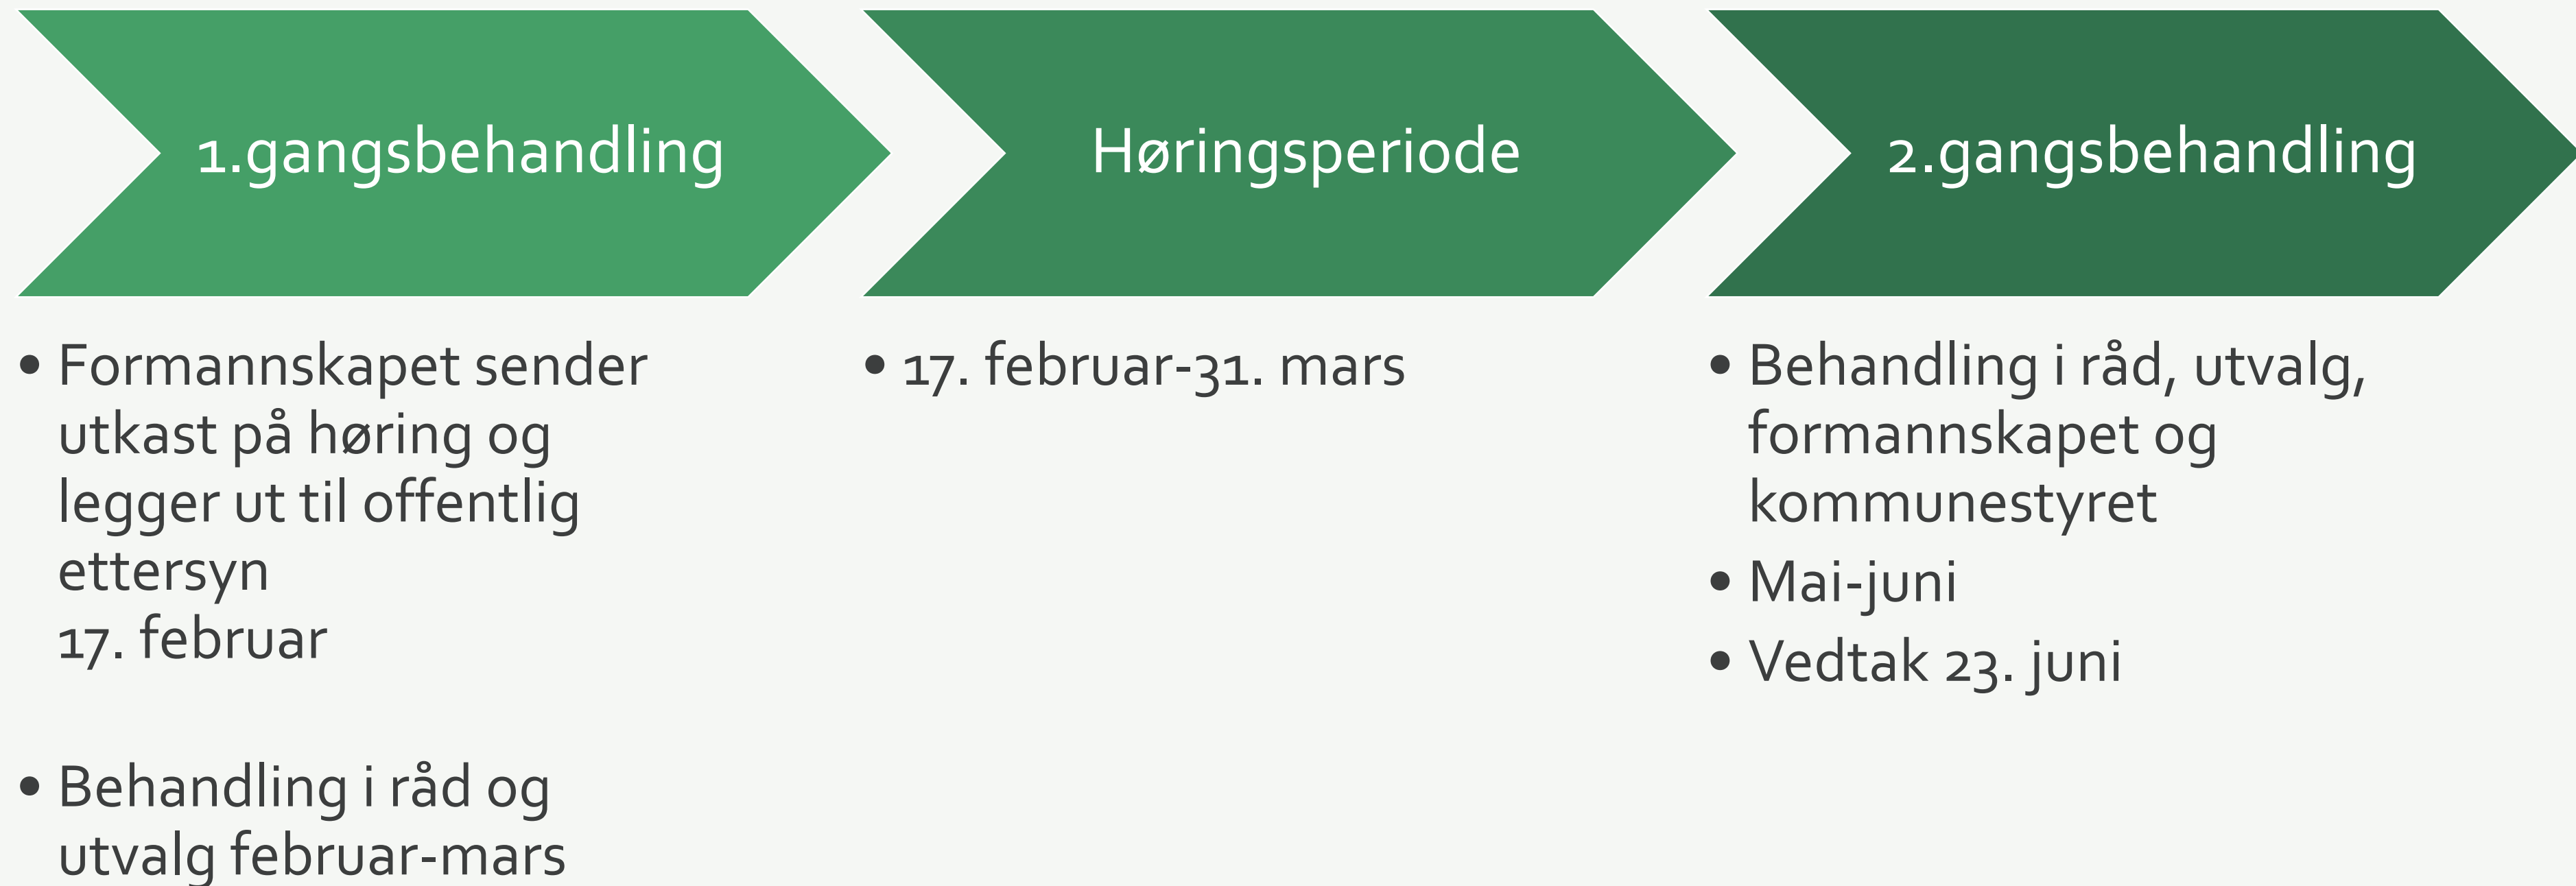 1.gangsbehandling
• Formannskapet sender
utkast på høring og
legger ut til offentlig
ettersyn
17. februar
• Behandling i råd og
utvalg februar-mars
Høringsperiode
• 17. februar-31. mars
2.gangsbehandling
• Behandling i råd, utvalg,
formannskapet og
kommunestyret
• Mai-juni
• Vedtak 23. juni